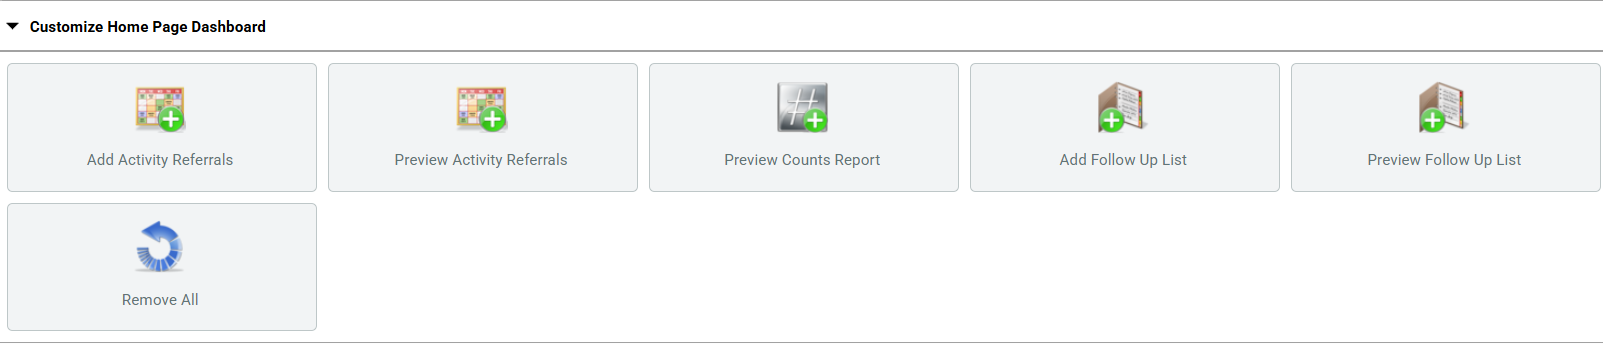 Customize Home Page Dashboard
Add Activity Referrals
Preview Activity Referrals
Preview Counts Report
Add Follow Up List
Preview Follow Up List
Remove All